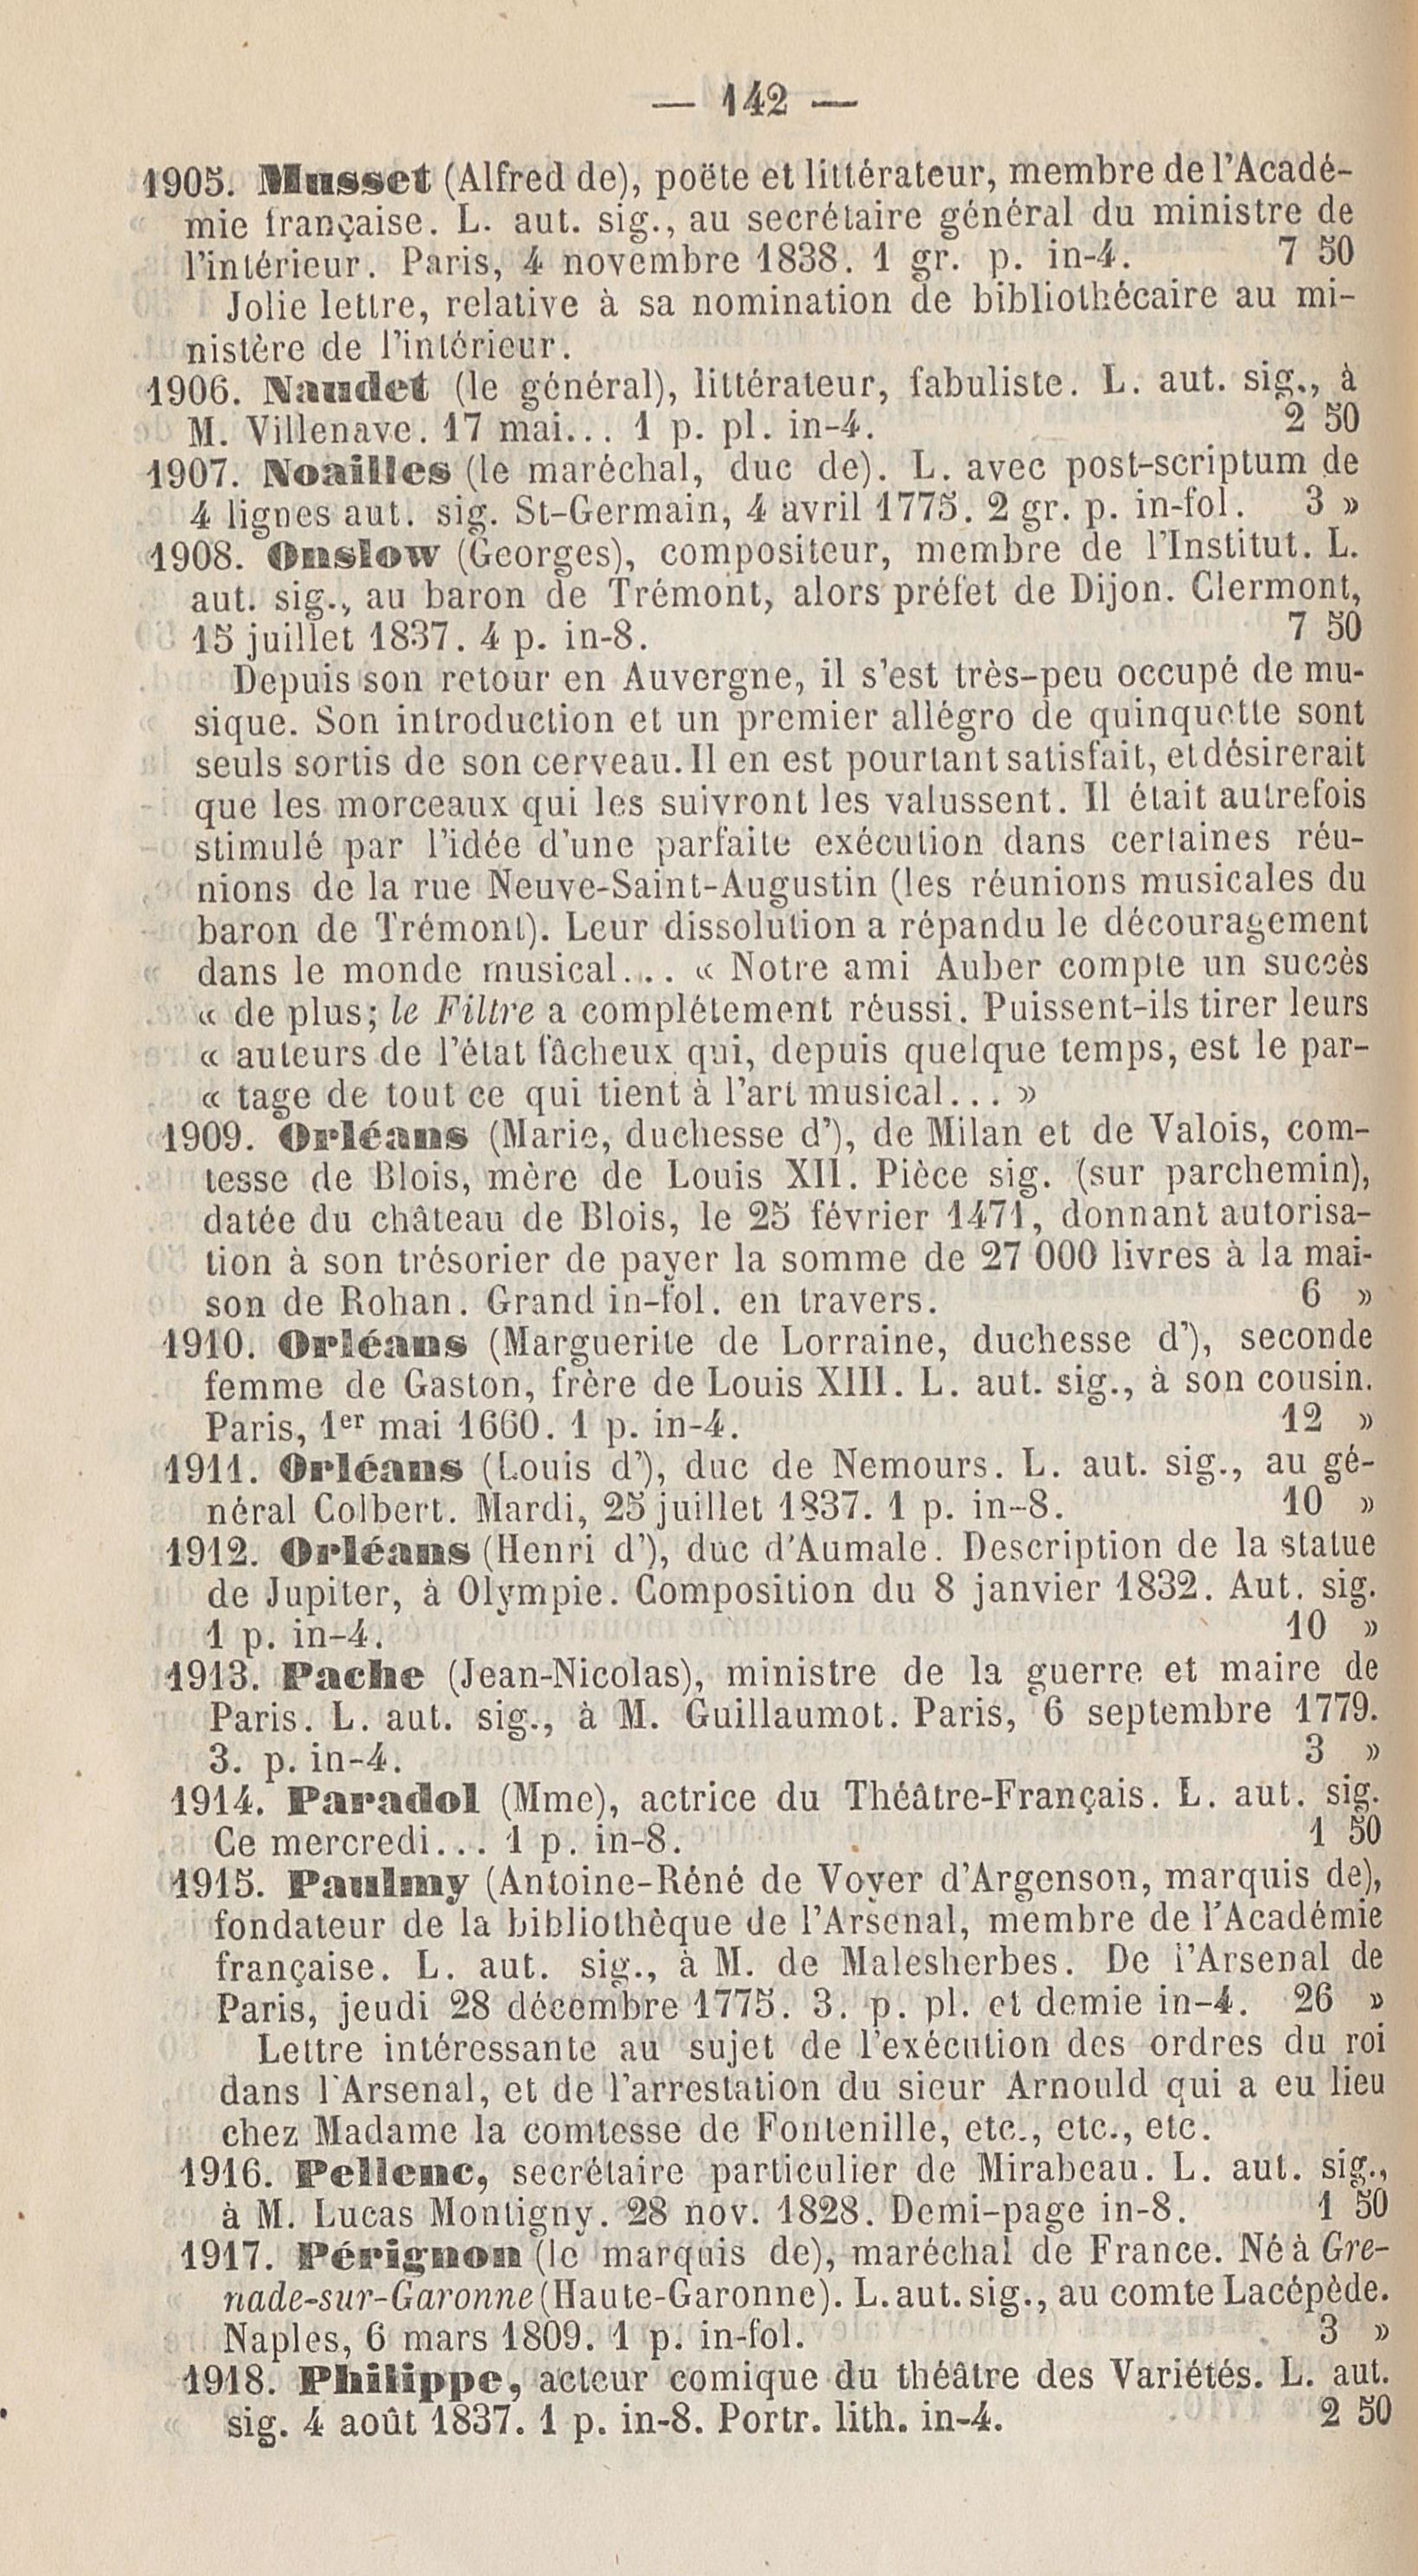 — 142 —
1905. Musset (Alfred de), poëte et littérateur, membre de l'Acadé-
mie française. L. aut. sig., au secrétaire général du ministre de
l'intérieur. Paris, 4 novembre 1838. 1 gr. p. in-4. 7 50
Jolie lettre, relative à sa nomination de bibliothécaire au mi-
nistère de l'intérieur.
1906. Naudet (le général), littérateur, fabuliste. L. aut. sig., à
M. Villenave. 17 mai... 1 p. pl. in-4. 2 50
1907. Noailles (le maréchal, duc de). L. avec post-scriptum de
4 lignes aut. sig. St-Germain, 4 avril 1775. 2 gr. p. in-fol. 3 »
1908. Onslow (Georges), compositeur, membre de l'Institut. L.
aut. sig., au baron de Trémont, alors préfet de Dijon. Clermont,
15 juillet 1837. 4 p. in-8. 7 50
Depuis son retour en Auvergne, il s'est très-peu occupé de mu-
sique. Son introduction et un premier allégro de quinquette sont
seuls sortis de son cerveau. Il en est pourtant satisfait, et désirerait
que les morceaux qui les suivront les valussent. Il était autrefois
stimulé par l'idée d'une parfaite exécution dans certaines réu-
nions de la rue Neuve-Saint-Augustin (les réunions musicales du
baron de Trémont). Leur dissolution a répandu le découragement
dans le monde musical... « Notre ami Auber compte un succès
« de plus; le Filtre a complétement réussi. Puissent-ils tirer leurs
« auteurs de l'état fâcheux qui, depuis quelque temps, est le par-
« tage de tout ce qui tient à l'art musical... »
1909. Orléans (Marie, duchesse d'), de Milan et de Valois, com-
tesse de Blois, mère de Louis XII. Pièce sig. (sur parchemin),
datée du château de Blois, le 25 février 1471, donnant autorisa-
tion à son trésorier de payer la somme de 27 000 livres à la mai-
son de Rohan. Grand in-fol. en travers. 6 »
1910. Orléans (Marguerite de Lorraine, duchesse d'), seconde
femme de Gaston, frère de Louis XIII. L. aut. sig., à son cousin.
Paris, 1er mai 1660. 1 p. in-4. 12 »
1911. Orléans (Louis d'), duc de Nemours. L. aut. sig., au gé-
néral Colbert. Mardi, 25 juillet 1837. 1 p. in-8. 10 »
1912. Orléans (Henri d'), duc d'Aumale. Description de la statue
de Jupiter, à Olympie. Composition du 8 janvier 1832. Aut. sig.
1 p. in-4. 10 »
1913. Pache (Jean-Nicolas), ministre de la guerre et maire de
Paris. L. aut. sig., à M. Guillaumot. Paris, 6 septembre 1779.
3. p. in-4. 3 »
1914. Paradol (Mme), actrice du Théâtre-Français. L. aut. sig.
Ce mercredi... 1 p. in-8. 1 50
1915. Paulmy (Antoine-Réné de Voyer d'Argenson, marquis de),
fondateur de la bibliothèque de l'Arsenal, membre de l'Académie
française. L. aut. sig., à M. de Malesherbes. De l'Arsenal de
Paris, jeudi 28 décembre 1775. 3. p. pl. et demie in-4. 26 »
Lettre intéressante au sujet de l'exécution des ordres du roi
dans l'Arsenal, et de l'arrestation du sieur Arnould qui a eu lieu
chez Madame la comtesse de Fontenille, etc., etc., etc.
1916. Pellenc, secrétaire particulier de Mirabeau. L. aut. sig.,
à M. Lucas Montigny. 28 nov. 1828. Demi-page in-8. 1 50
1917. Pérignon (le marquis de), maréchal de France. Né à Gre-
nade-sur-Garonne (Haute-Garonne). L. aut. sig., au comte Lacépède.
Naples, 6 mars 1809. 1 p. in-fol. 3 »
1918. Philippe, acteur comique du théâtre des Variétés. L. aut.
sig. 4 août 1837. 1 p. in-8. Portr. lith. in-4. 2 50